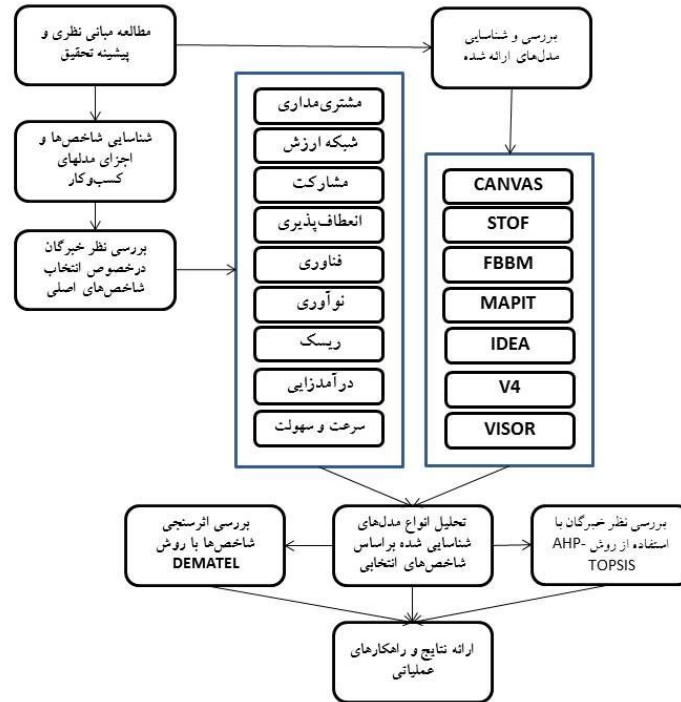 مطالعه مبانی نظری و
پیشینه تحقیق
بررسی و شناسایی
مدل‌های ارائه شده
شناسایی شاخص‌ها و
اجزای مدلهای
کسب‌وکار
بررسی نظر خبرگان
درخصوص انتخاب
شاخص‌های اصلی
مشتری‌مداری
شبکه ارزش
مشارکت
انعطاف‌پذیری
فناوری
نوآوری
ریسک
درآمدزایی
سرعت و سهولت
CANVAS
STOF
FBBM
MAPIT
IDEA
V4
VISOR
بررسی نظر خبرگان با
استفاده از روش AHP-
TOPSIS
تحلیل انواع مدل‌های
شناسایی شده براساس
شاخص‌های انتخابی
بررسی اثرسنجی
شاخص‌ها با روش
DEMATEL
ارائه نتایج و راهکارهای
عملیاتی